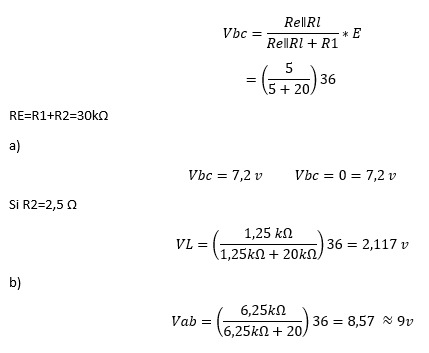 Vbc = Re∥Rl / Re∥Rl + R1 * E
= (5 / 5 + 20) 36
RE=R1+R2=30kΩ
a)
Vbc = 7,2 v Vbc = 0 = 7,2 v
Si R2=2,5 Ω
VL = (1,25 kΩ / 1,25kΩ + 20kΩ) 36 = 2,117 v
b)
Vab = (6,25kΩ / 6,25kΩ + 20) 36 = 8,57 ≈ 9v